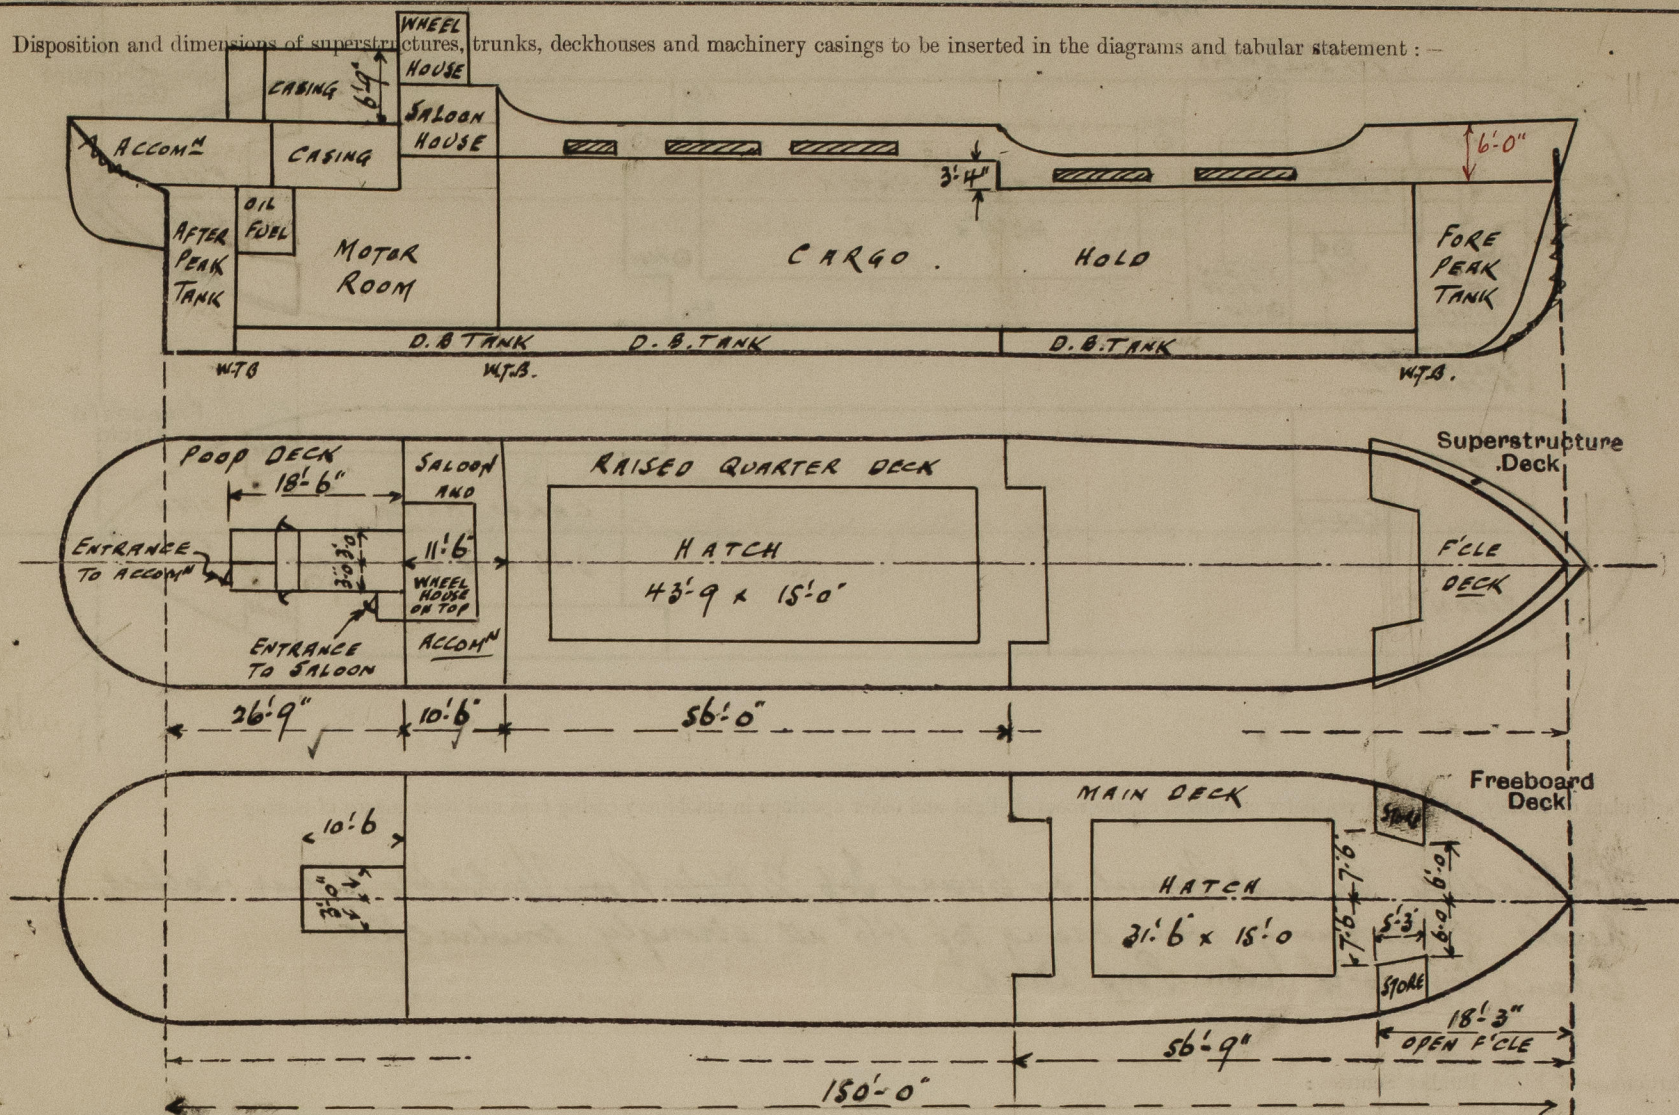 Disposition and dimensions of superstructures, trunks, deckhouses and machinery casings to be inserted in the diagrams and tabular statement : —
WHEEL
HOUSE
CASING
6'-9"
SALOON
HOUSE
ACCOMN
CASING
3'-4"
6'-0"
OIL
FUEL
AFTER
PEAK
TANK
MOTOR
ROOM
CARGO.
HOLD
FORE
PEAK
TANK
D.B TANK
D.B.TANK
D.B.TANK
W.T.B
W.T.B.
W.T.B.
Superstructure
Deck
POOP DECK
18'-6"
SALOON
AND
RAISED QUARTER DECK
ENTRANCE
TO ACCOMN
3'-0 3'-0
11'-6"
WHEEL
HOUSE
ON TOP
HATCH
43'-9 x 15'-0"
F'CLE
DECK
ENTRANCE
TO SALOON
ACCOMN
26'-9"
10'-6"
56'-0"
Freeboard
Deck
MAIN DECK
STORE
10'-6
3'-0"
HATCH
31'-6 x 15'-0
7'-9 7'-9
6'-0 6'-0
5'-3"
STORE
18'-3"
OPEN F'CLE
56'-9"
150'-0"